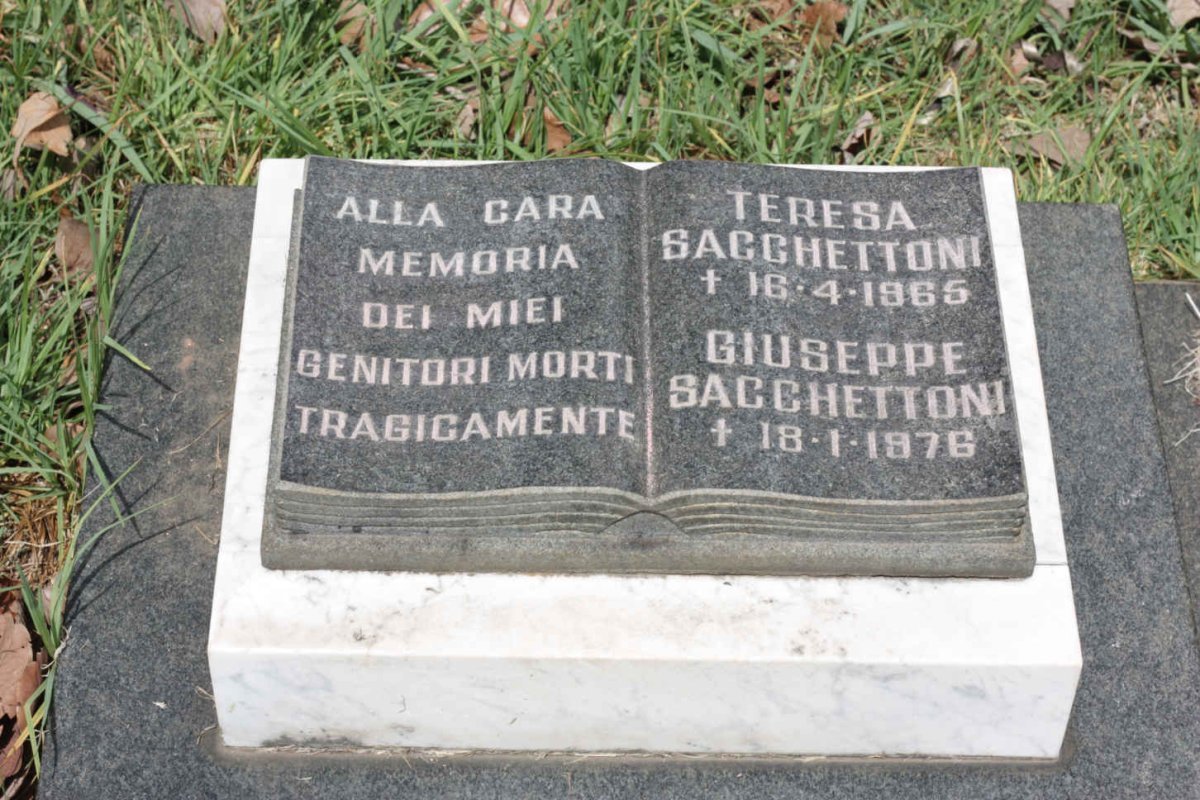 ALLA CARA
MEMORIA
DEI MIEI
GENITORI MORTI
TRAGICAMENTE
TERESA
SACCHETTONI
† 16·4·1965
GIUSEPPE
SACCHETTONI
† 18·1·1976